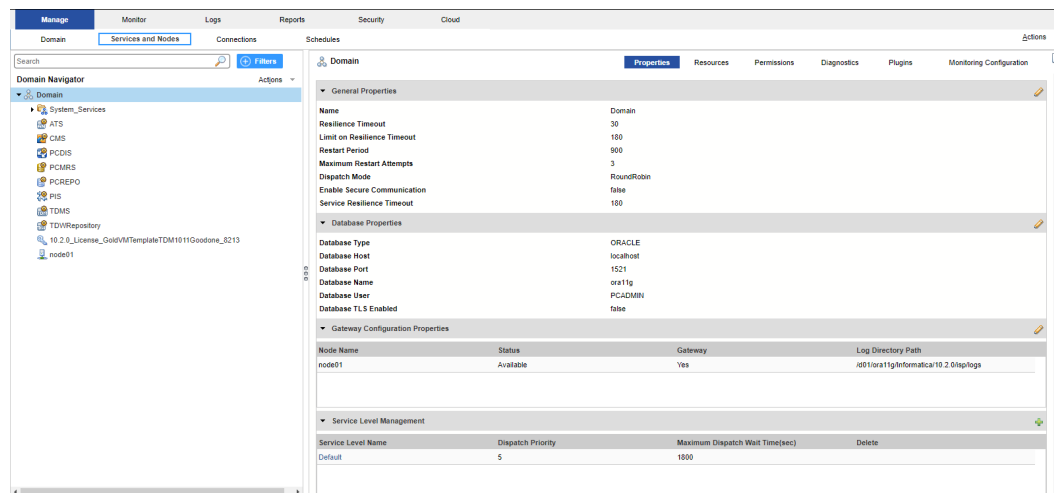 Manage Monitor Logs Reports Security Cloud
Domain Services and Nodes Connections Schedules Actions
Search Filters
Domain Navigator Actions
Domain
System_Services
ATS
CMS
PCDIS
PCMRS
PCREPO
PIS
TDMS
TDWRepository
10.2.0_License_GoldVMTemplateTDM1011Goodone_8213
node01
Domain Properties Resources Permissions Diagnostics Plugins Monitoring Configuration
General Properties
Name Domain
Resilience Timeout 30
Limit on Resilience Timeout 180
Restart Period 900
Maximum Restart Attempts 3
Dispatch Mode RoundRobin
Enable Secure Communication false
Service Resilience Timeout 180
Database Properties
Database Type ORACLE
Database Host localhost
Database Port 1521
Database Name ora11g
Database User PCADMIN
Database TLS Enabled false
Gateway Configuration Properties
Node Name Status Gateway Log Directory Path
node01 Available Yes /d01/ora11g/Informatica/10.2.0/isp/logs
Service Level Management
Service Level Name Dispatch Priority Maximum Dispatch Wait Time(sec) Delete
Default 5 1800